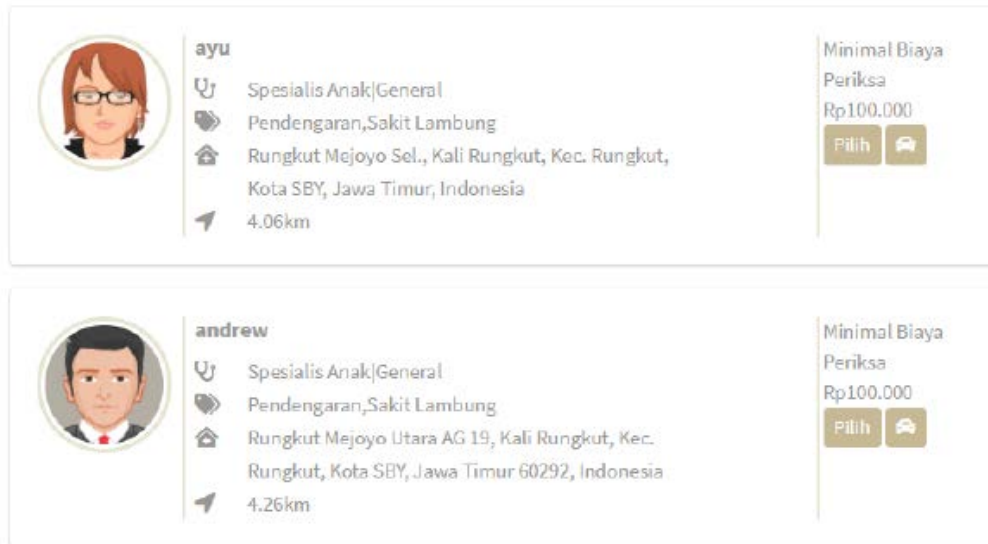 ayu
Spesialis Anak|General
Pendengaran,Sakit Lambung
Rungkut Mejoyo Sel., Kali Rungkut, Kec. Rungkut,
Kota SBY, Jawa Timur, Indonesia
4.06km
Minimal Biaya
Periksa
Rp100.000
Pilih
andrew
Spesialis Anak|General
Pendengaran,Sakit Lambung
Rungkut Mejoyo Utara AG 19, Kali Rungkut, Kec.
Rungkut, Kota SBY, Jawa Timur 60292, Indonesia
4.26km
Minimal Biaya
Periksa
Rp100.000
Pilih